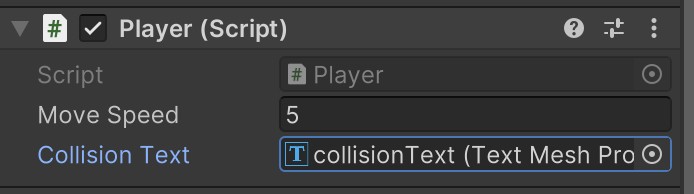 Player (Script)
Script Player
Move Speed 5
Collision Text collisionText (Text Mesh Pro